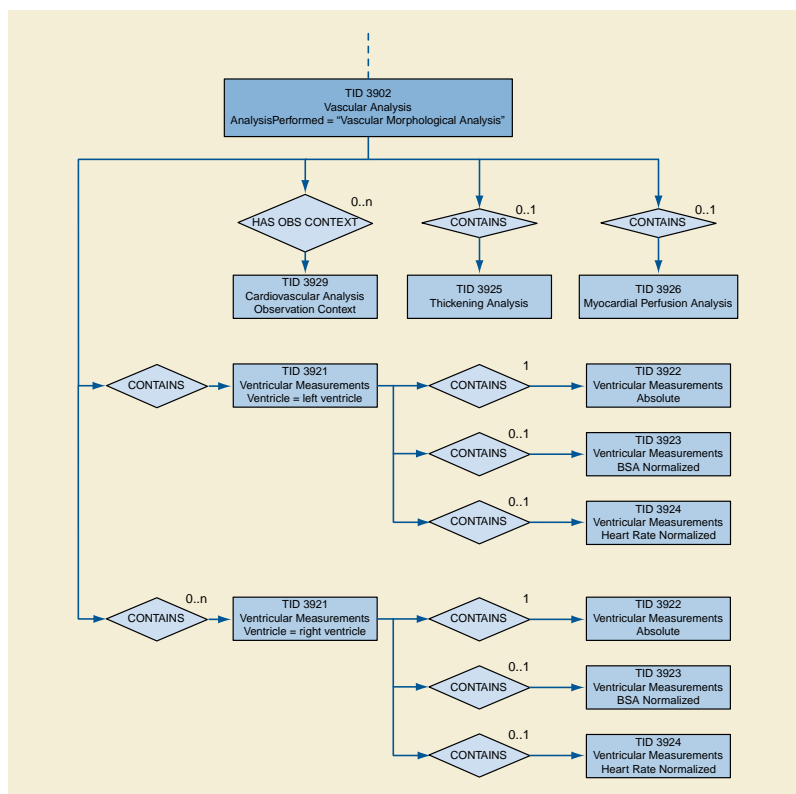 TID 3902
Vascular Analysis
AnalysisPerformed = “Vascular Morphological Analysis”
0..n
HAS OBS CONTEXT
0..1
CONTAINS
0..1
CONTAINS
TID 3929
Cardiovascular Analysis
Observation Context
TID 3925
Thickening Analysis
TID 3926
Myocardial Perfusion Analysis
CONTAINS
TID 3921
Ventricular Measurements
Ventricle = left ventricle
1
CONTAINS
TID 3922
Ventricular Measurements
Absolute
0..1
CONTAINS
TID 3923
Ventricular Measurements
BSA Normalized
0..1
CONTAINS
TID 3924
Ventricular Measurements
Heart Rate Normalized
0..n
CONTAINS
TID 3921
Ventricular Measurements
Ventricle = right ventricle
1
CONTAINS
TID 3922
Ventricular Measurements
Absolute
0..1
CONTAINS
TID 3923
Ventricular Measurements
BSA Normalized
0..1
CONTAINS
TID 3924
Ventricular Measurements
Heart Rate Normalized